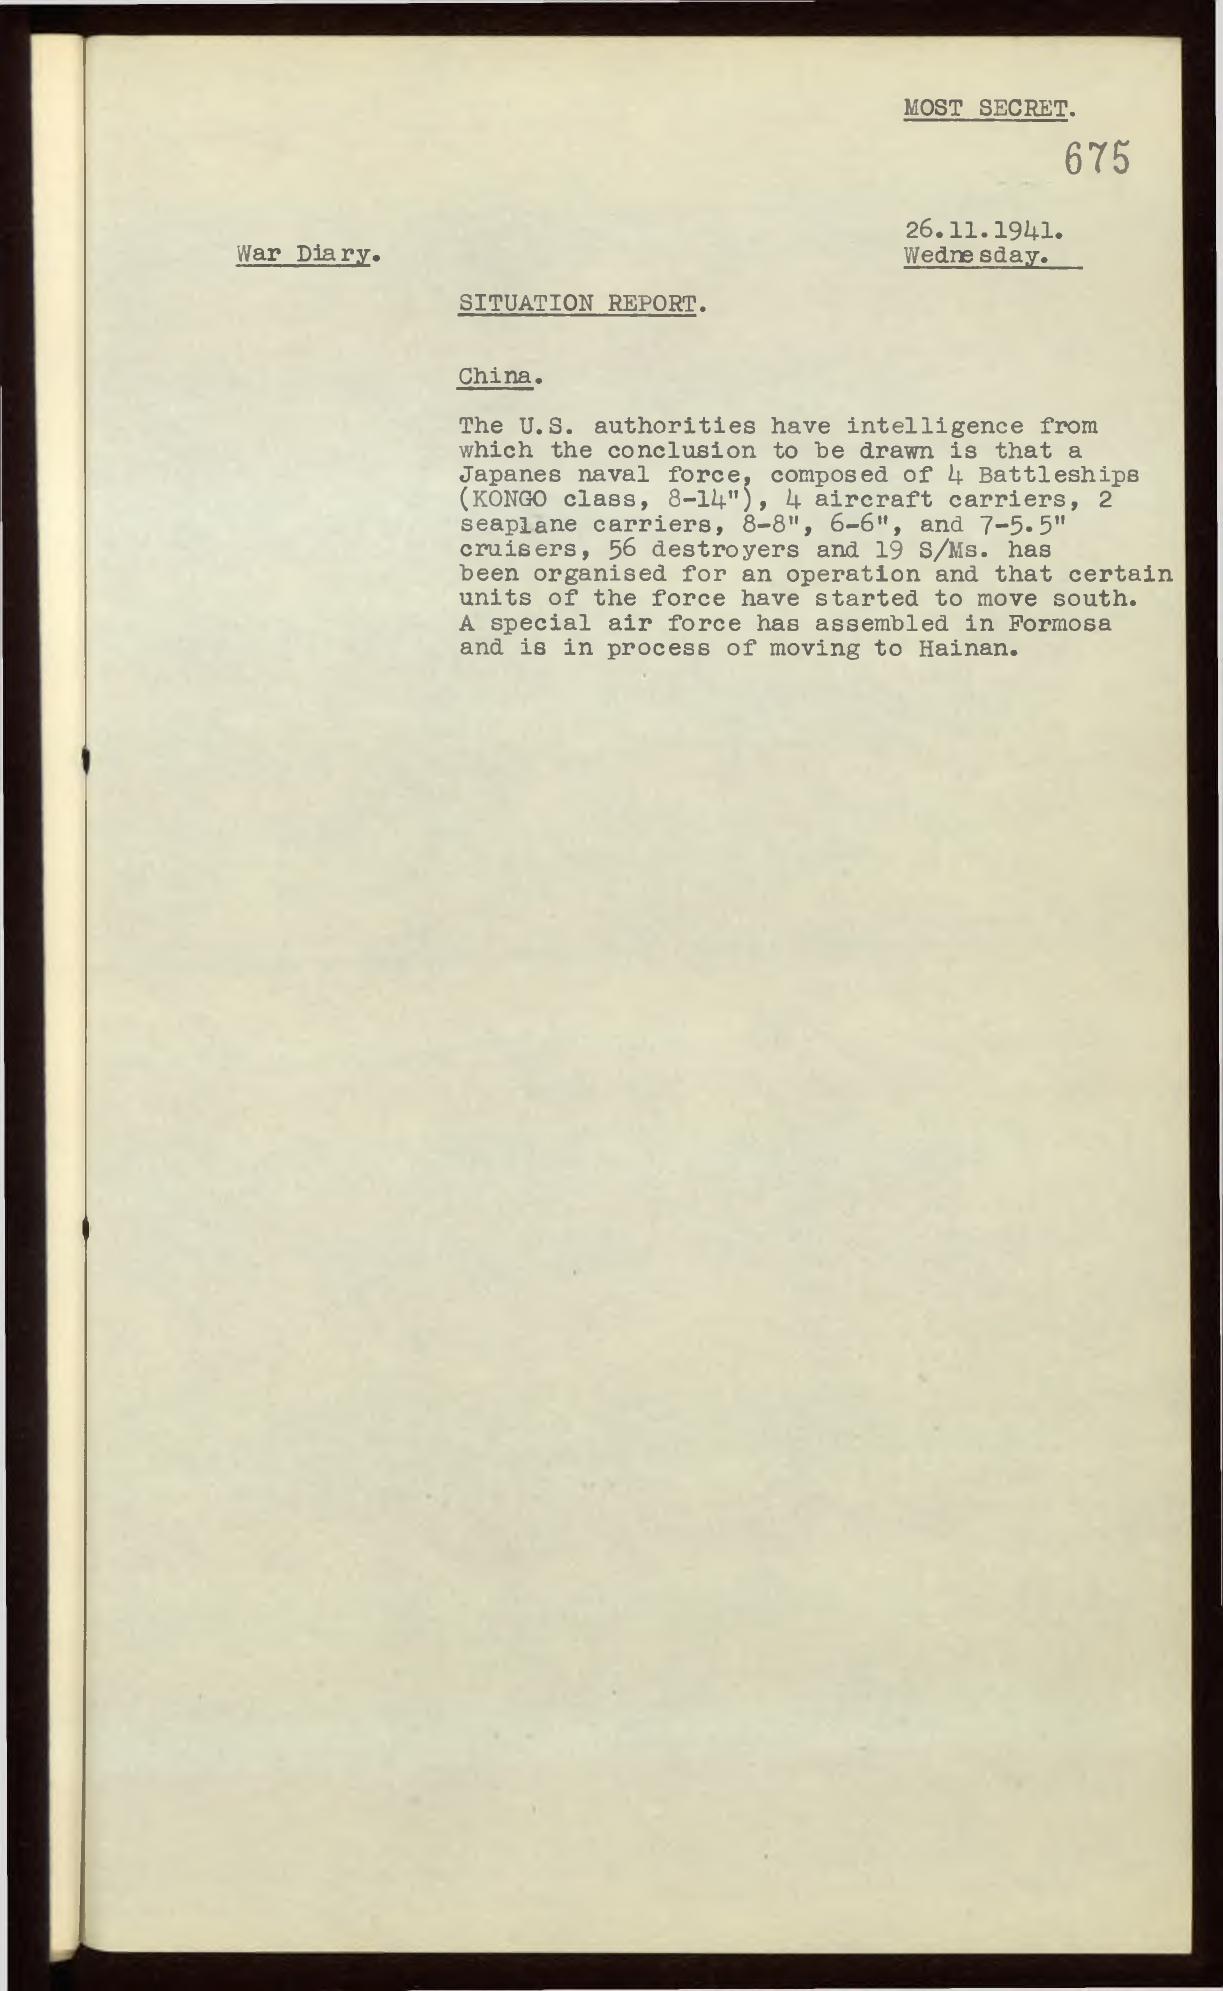 MOST SECRET.
675
26.11.1941.
War Diary.
Wednesday.
SITUATION REPORT.
China.
The U.S. authorities have intelligence from
which the conclusion to be drawn is that a
Japanes naval force, composed of 4 Battleships
(KONGO class, 8-14"), 4 aircraft carriers, 2
seaplane carriers, 8-8", 6-6", and 7-5.5"
cruisers, 56 destroyers and 19 S/Ms. has
been organised for an operation and that certain
units of the force have started to move south.
A special air force has assembled in Formosa
and is in process of moving to Hainan.